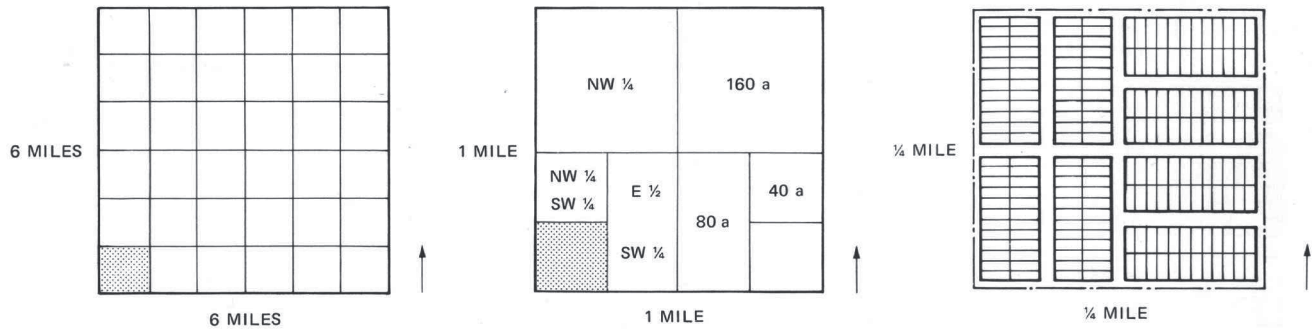 6 MILES
6 MILES
1 MILE
NW ¼
160 a
NW ¼
SW ¼
E ½
SW ¼
80 a
40 a
1 MILE
¼ MILE
¼ MILE